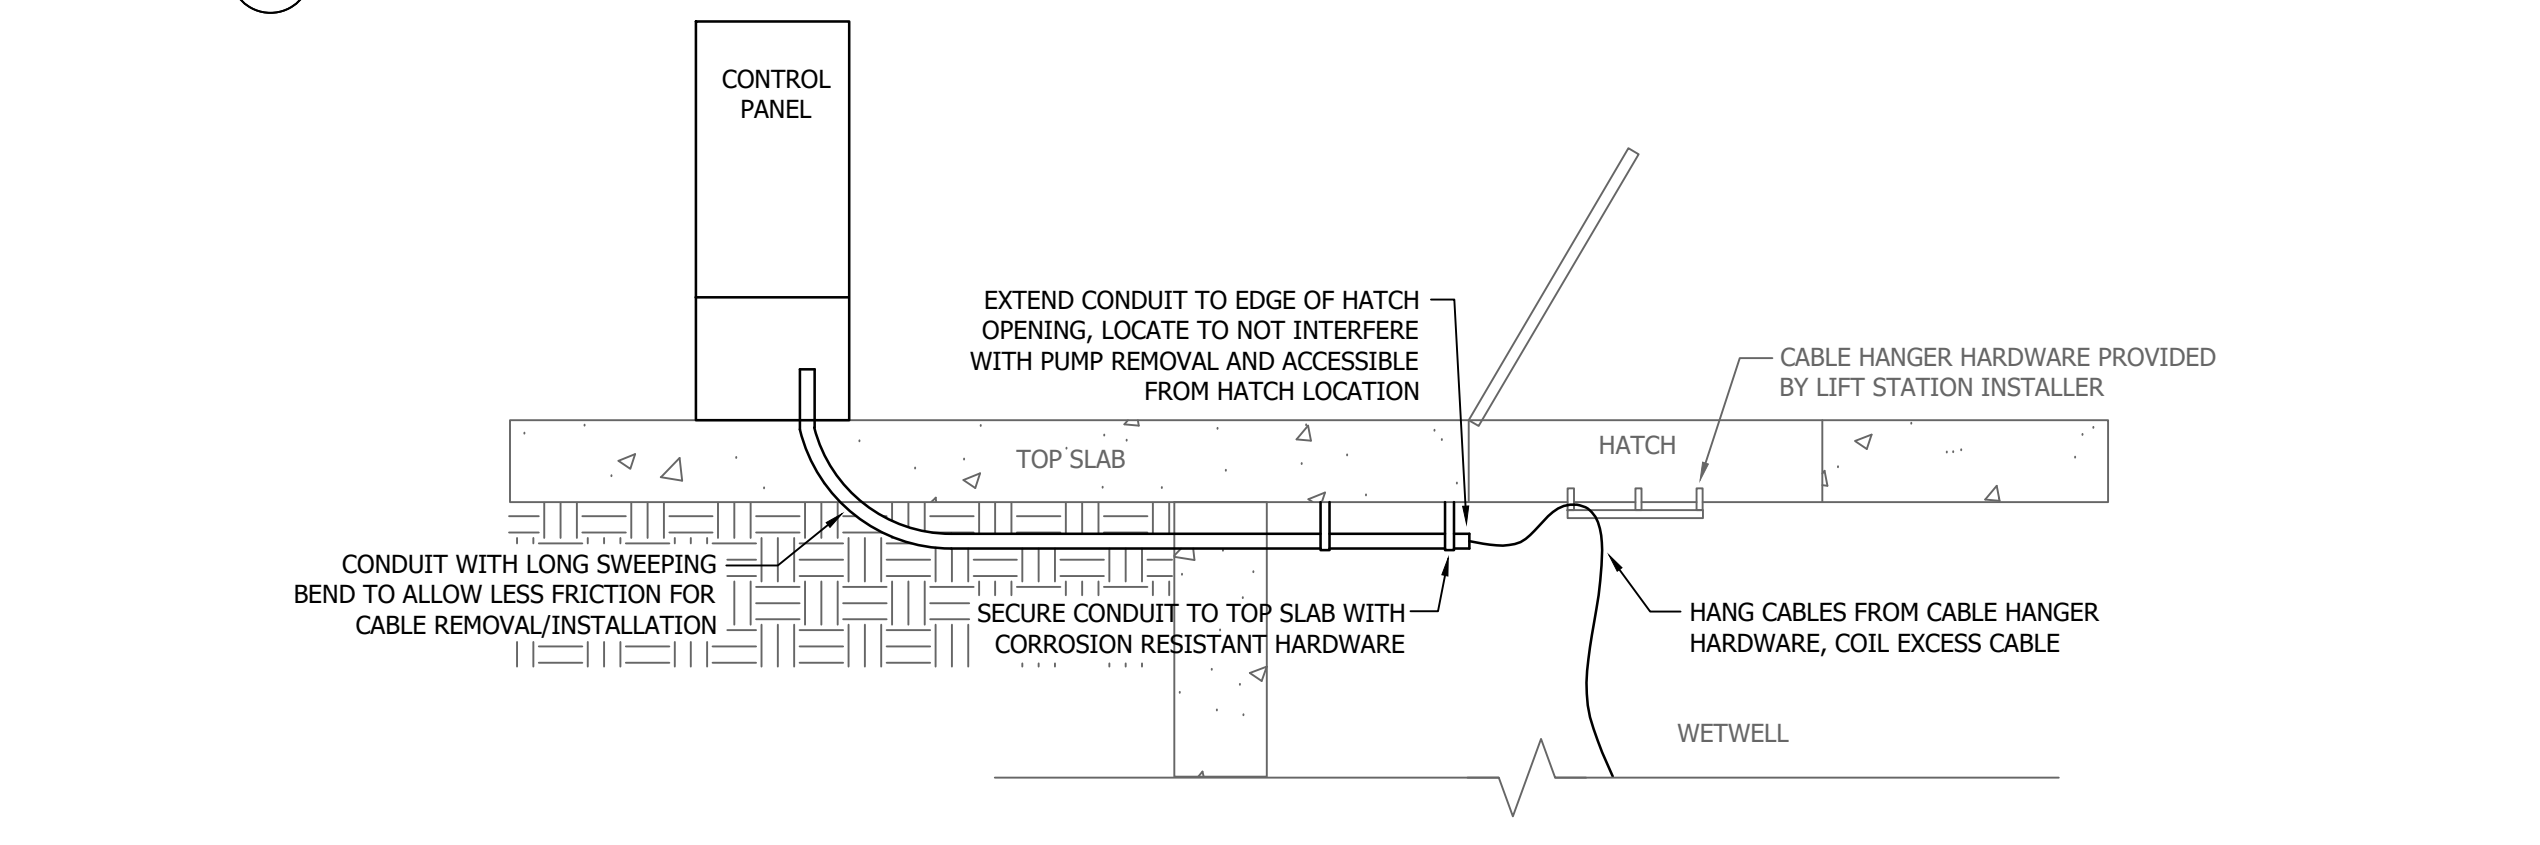 CONTROL
PANEL
EXTEND CONDUIT TO EDGE OF HATCH
OPENING, LOCATE TO NOT INTERFERE
WITH PUMP REMOVAL AND ACCESSIBLE
FROM HATCH LOCATION
CABLE HANGER HARDWARE PROVIDED
BY LIFT STATION INSTALLER
TOP SLAB
HATCH
CONDUIT WITH LONG SWEEPING
BEND TO ALLOW LESS FRICTION FOR
CABLE REMOVAL/INSTALLATION
SECURE CONDUIT TO TOP SLAB WITH
CORROSION RESISTANT HARDWARE
HANG CABLES FROM CABLE HANGER
HARDWARE, COIL EXCESS CABLE
WETWELL